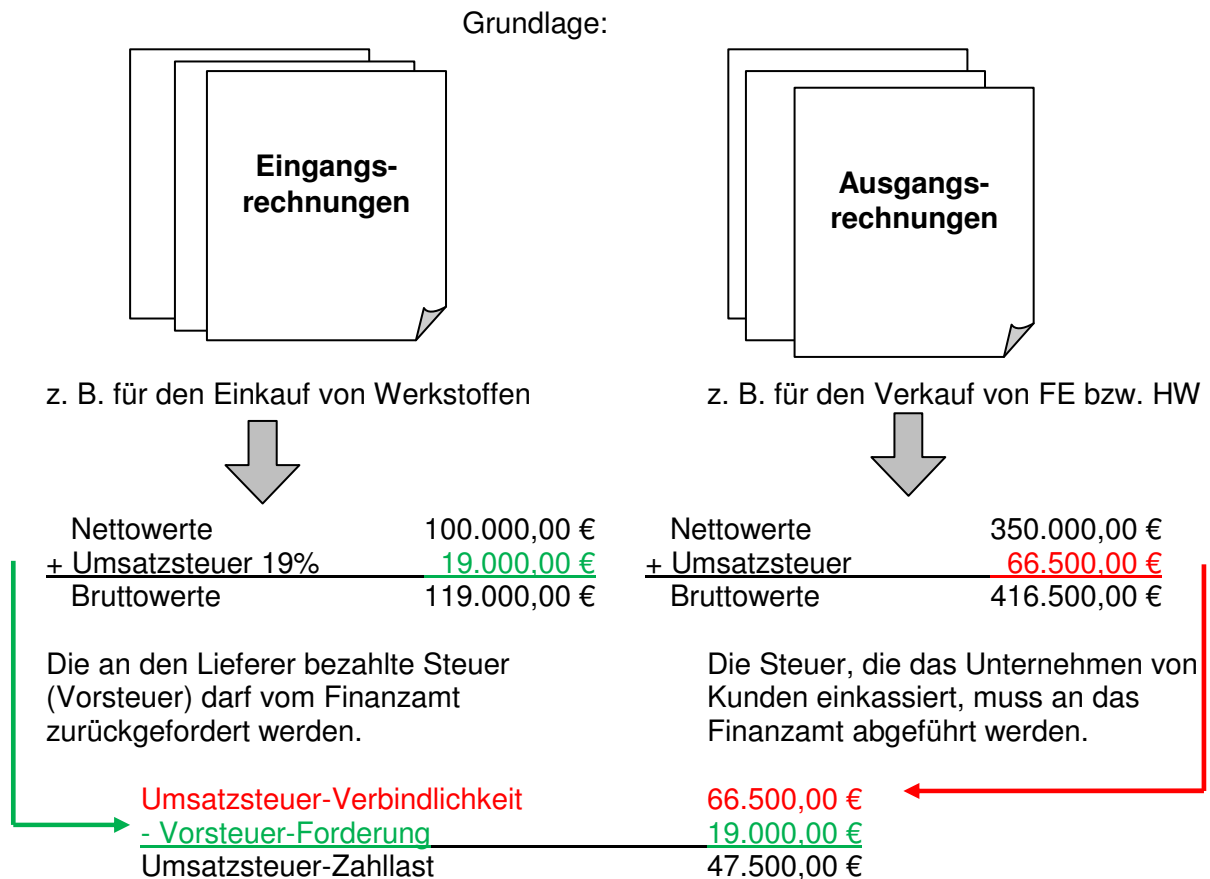 Grundlage:
Eingangs-
rechnungen
Ausgangs-
rechnungen
z. B. für den Einkauf von Werkstoffen
z. B. für den Verkauf von FE bzw. HW
Nettowerte 100.000,00 €
+ Umsatzsteuer 19% 19.000,00 €
Bruttowerte 119.000,00 €
Nettowerte 350.000,00 €
+ Umsatzsteuer 66.500,00 €
Bruttowerte 416.500,00 €
Die an den Lieferer bezahlte Steuer
(Vorsteuer) darf vom Finanzamt
zurückgefordert werden.
Die Steuer, die das Unternehmen von
Kunden einkassiert, muss an das
Finanzamt abgeführt werden.
Umsatzsteuer-Verbindlichkeit 66.500,00 €
- Vorsteuer-Forderung 19.000,00 €
Umsatzsteuer-Zahllast 47.500,00 €